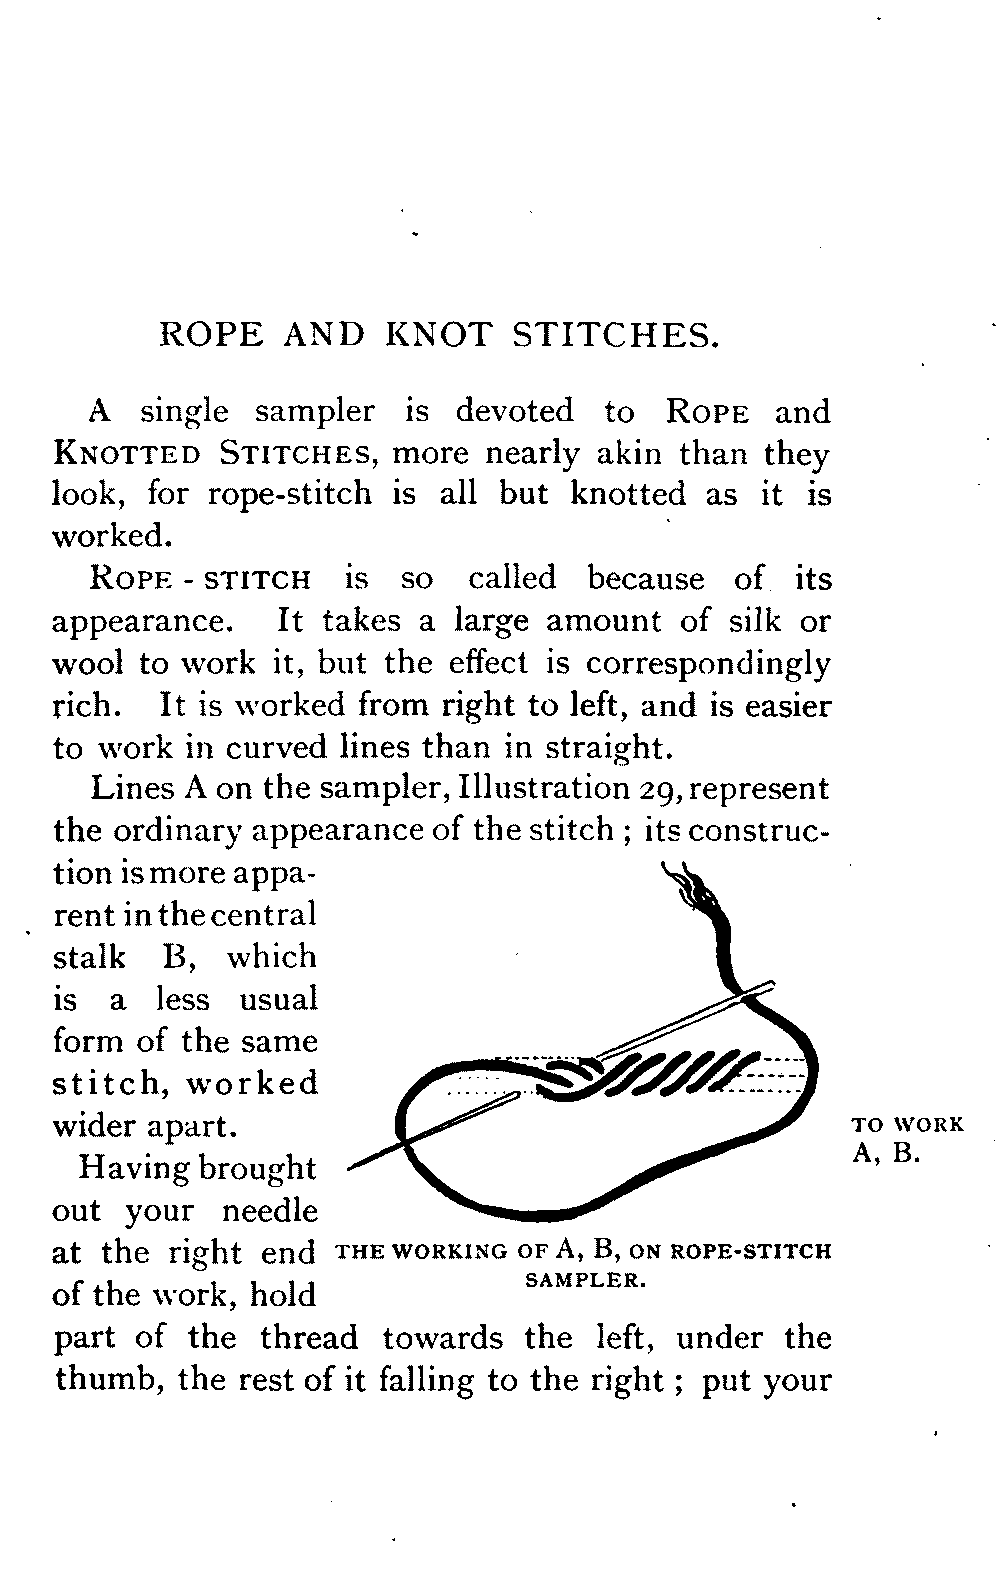 ROPE AND KNOT STITCHES.
A single sampler is devoted to ROPE and
KNOTTED STITCHES, more nearly akin than they
look, for rope-stitch is all but knotted as it is
worked.
ROPE - STITCH is so called because of its
appearance. It takes a large amount of silk or
wool to work it, but the effect is correspondingly
rich. It is worked from right to left, and is easier
to work in curved lines than in straight.
Lines A on the sampler, Illustration 29, represent
the ordinary appearance of the stitch ; its construc-
tion is more appa-
rent in the central
stalk B, which
is a less usual
form of the same
stitch, worked
wider apart.
Having brought
out your needle
at the right end
of the work, hold
part of the thread towards the left, under the
thumb, the rest of it falling to the right ; put your
THE WORKING OF A, B, ON ROPE-STITCH
SAMPLER.
TO WORK
A, B.